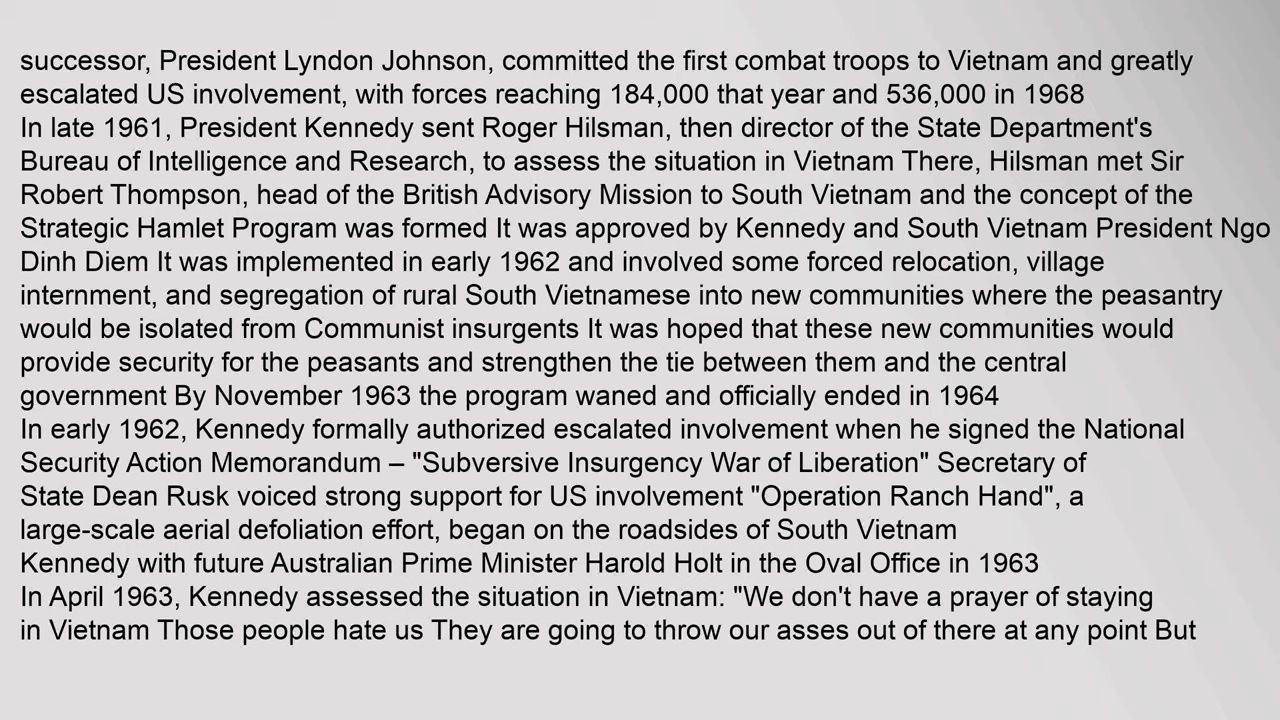 successor, President Lyndon Johnson, committed the first combat troops to Vietnam and greatly
escalated US involvement, with forces reaching 184,000 that year and 536,000 in 1968
In late 1961, President Kennedy sent Roger Hilsman, then director of the State Department's
Bureau of Intelligence and Research, to assess the situation in Vietnam There, Hilsman met Sir
Robert Thompson, head of the British Advisory Mission to South Vietnam and the concept of the
Strategic Hamlet Program was formed It was approved by Kennedy and South Vietnam President Ngo
Dinh Diem It was implemented in early 1962 and involved some forced relocation, village
internment, and segregation of rural South Vietnamese into new communities where the peasantry
would be isolated from Communist insurgents It was hoped that these new communities would
provide security for the peasants and strengthen the tie between them and the central
government By November 1963 the program waned and officially ended in 1964
In early 1962, Kennedy formally authorized escalated involvement when he signed the National
Security Action Memorandum – "Subversive Insurgency War of Liberation" Secretary of
State Dean Rusk voiced strong support for US involvement "Operation Ranch Hand", a
large-scale aerial defoliation effort, began on the roadsides of South Vietnam
Kennedy with future Australian Prime Minister Harold Holt in the Oval Office in 1963
In April 1963, Kennedy assessed the situation in Vietnam: "We don't have a prayer of staying
in Vietnam Those people hate us They are going to throw our asses out of there at any point But